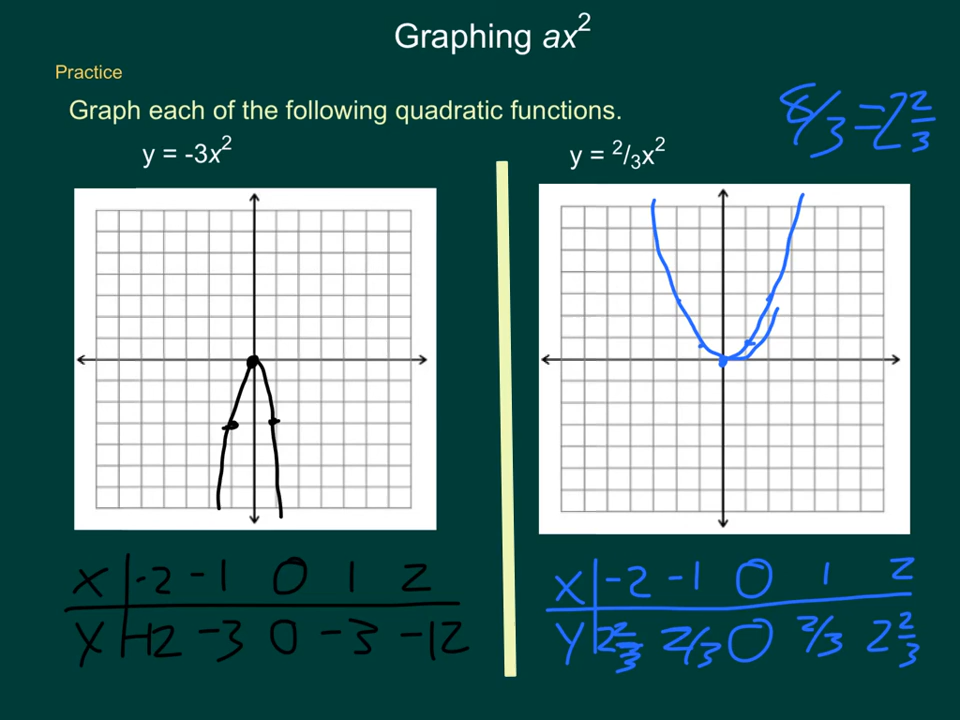 Graphing ax²
Practice
Graph each of the following quadratic functions.
8/3 = 2 2/3
y = -3x²
y = ²/₃x²
X | -2 -1 0 1 2
X | -12 -3 0 -3 -12
X | -2 -1 0 1 2
Y | 2 2/3 2/3 0 2/3 2 2/3